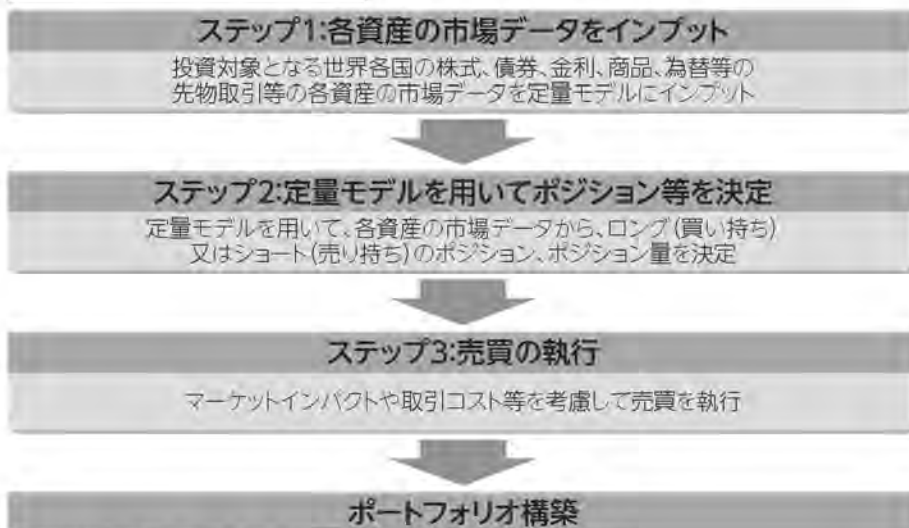 ステップ1:各資産の市場データをインプット
投資対象となる世界各国の株式、債券、金利、商品、為替等の
先物取引等の各資産の市場データを定量モデルにインプット
ステップ2:定量モデルを用いてポジション等を決定
定量モデルを用いて、各資産の市場データから、ロング(買い持ち)
又はショート(売り持ち)のポジション、ポジション量を決定
ステップ3:売買の執行
マーケットインパクトや取引コスト等を考慮して売買を執行
ポートフォリオ構築